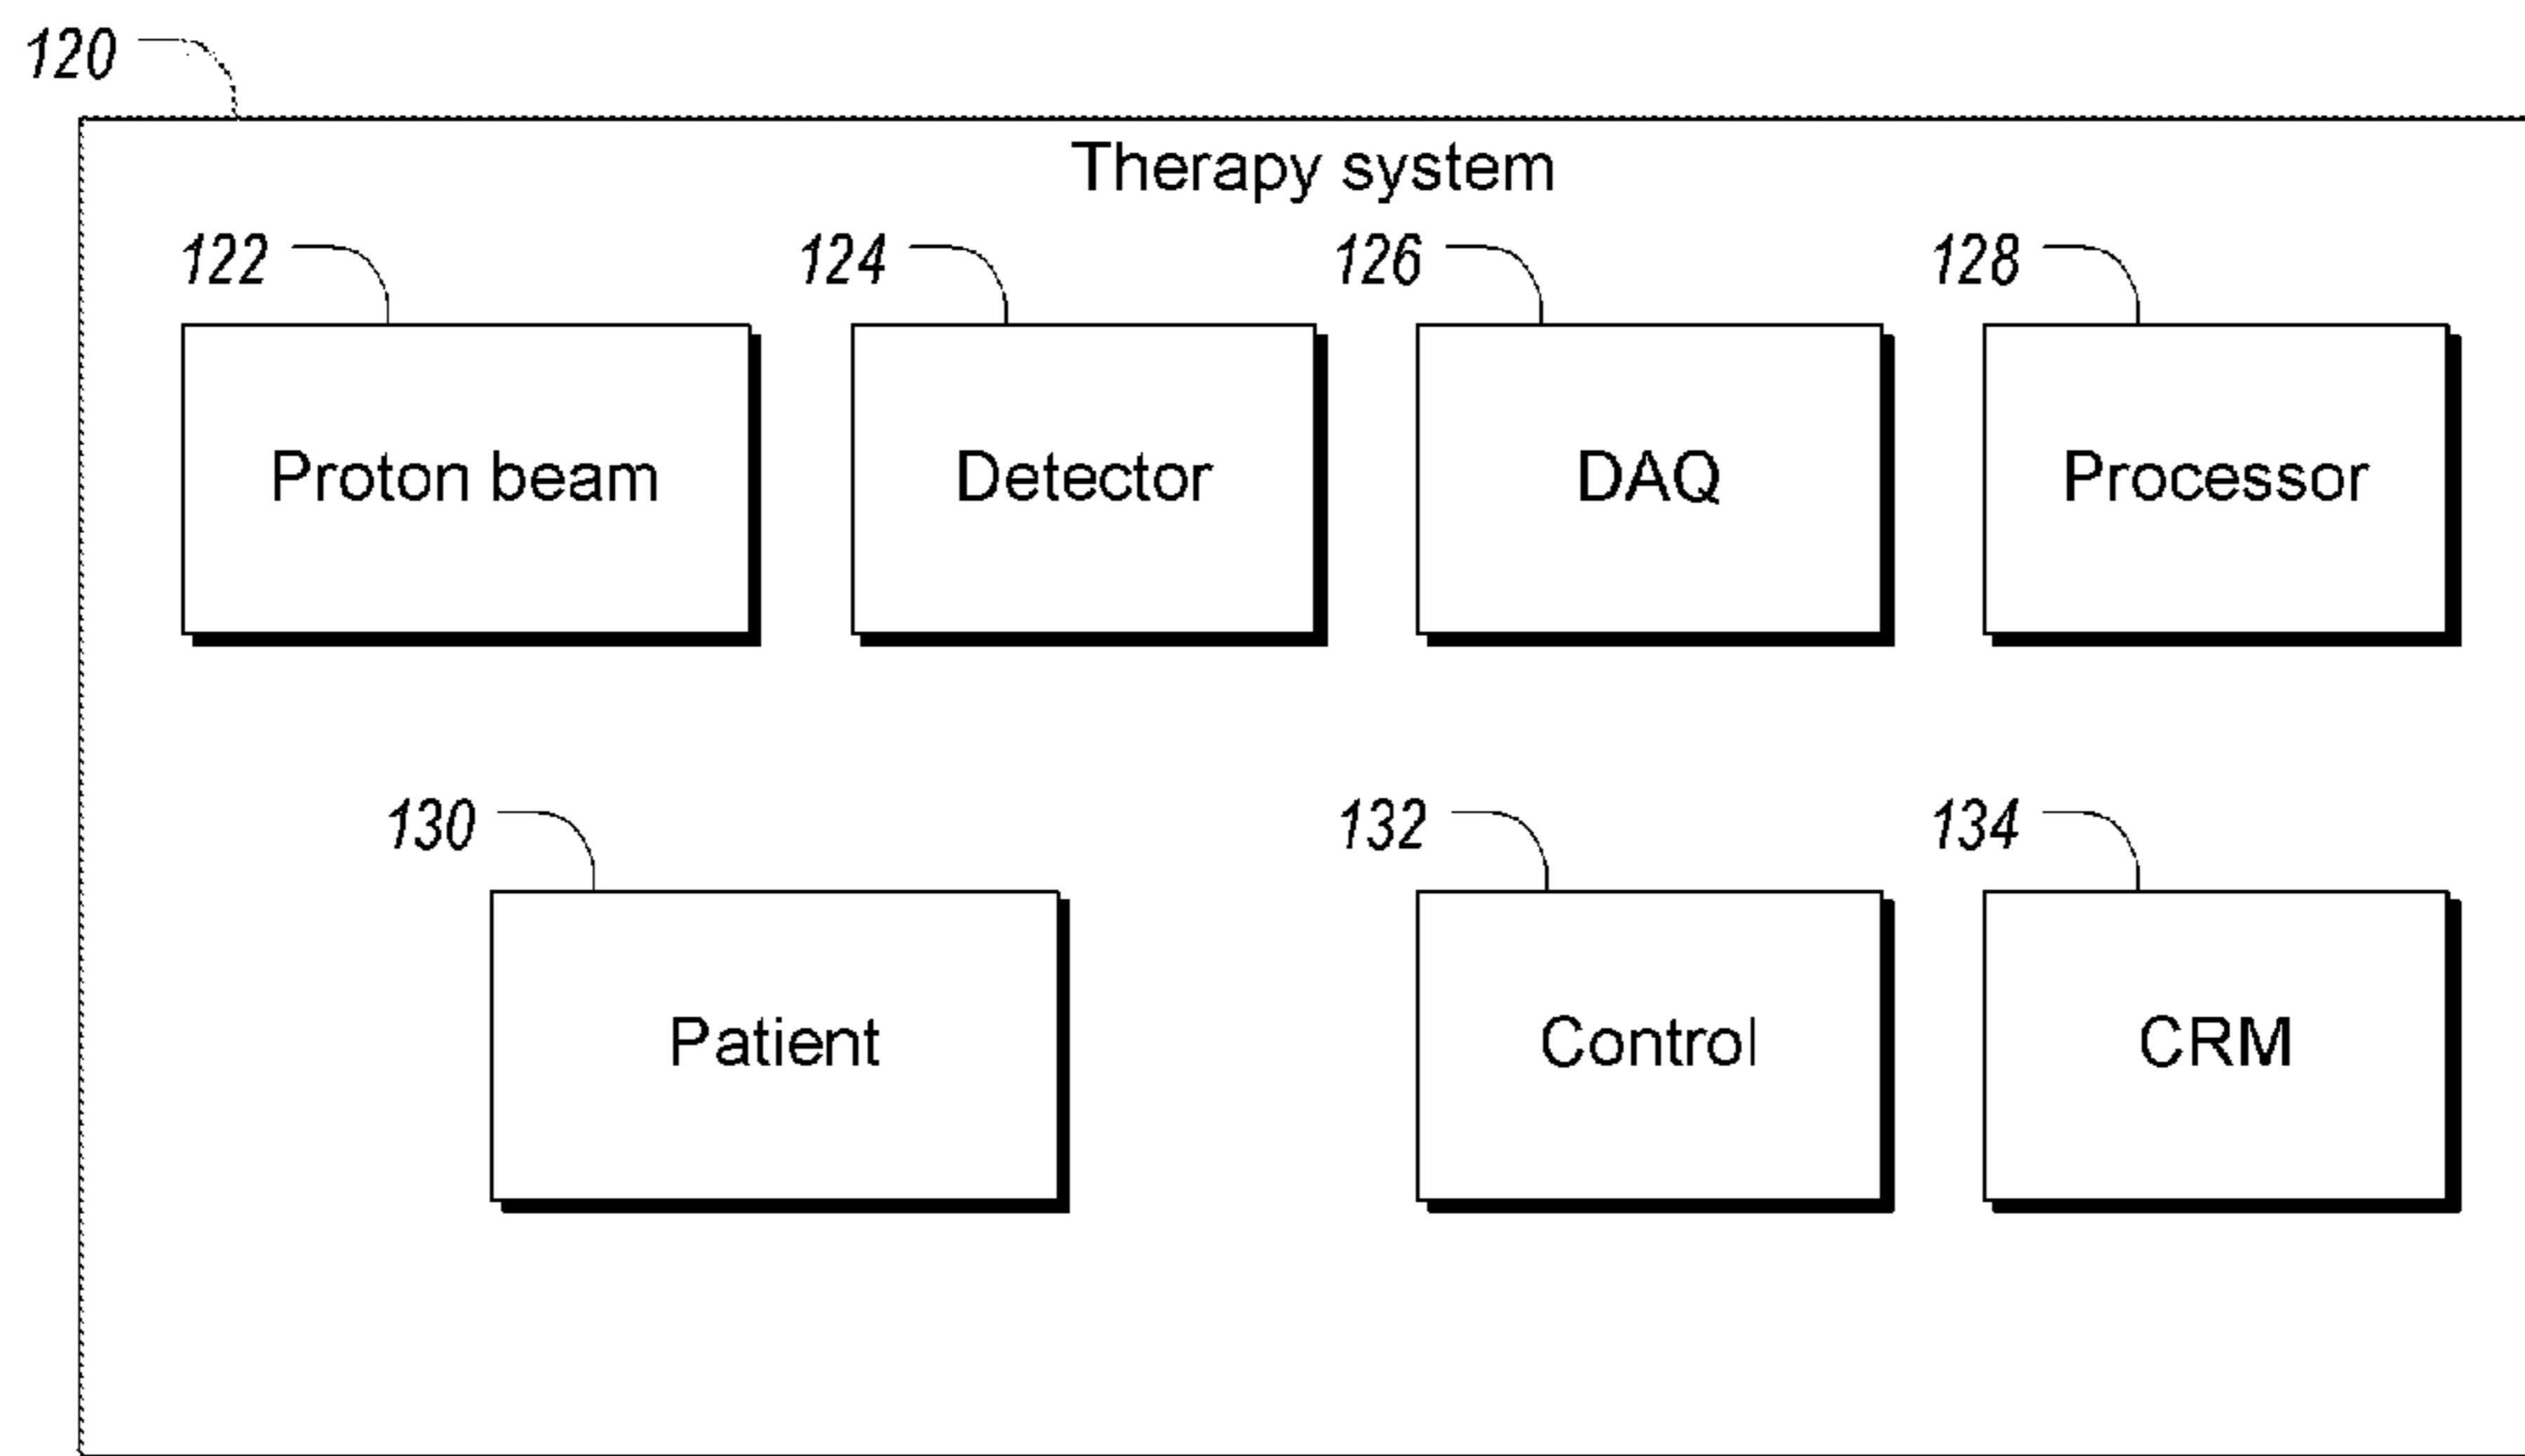 120
Therapy system
122 124 126 128
Proton beam Detector DAQ Processor
130 132 134
Patient Control CRM